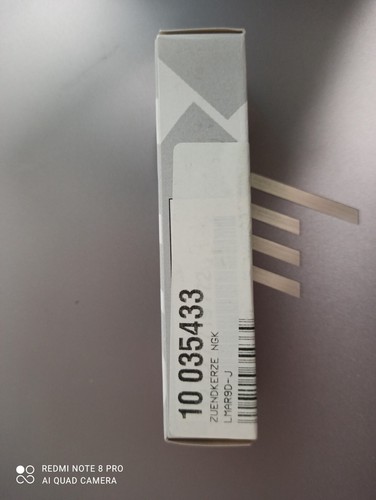 10 035433
ZUENDKERZE NGK
LMAR9D-J
REDMI NOTE 8 PRO
AI QUAD CAMERA